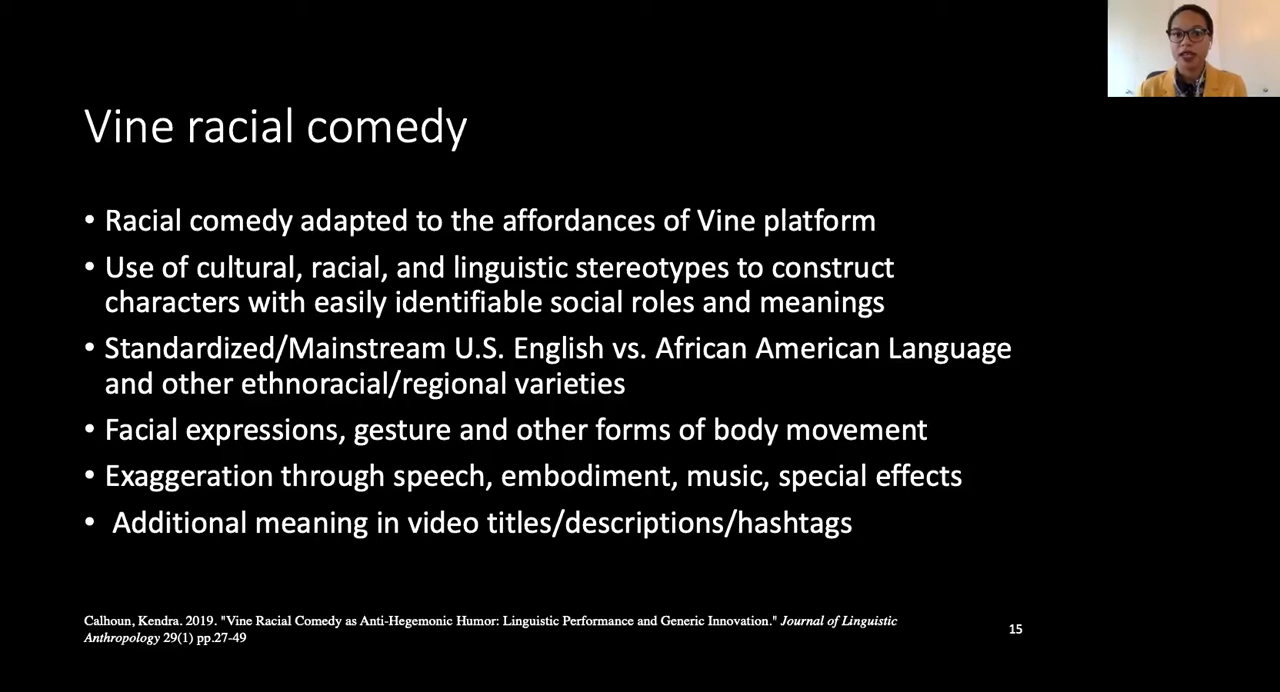 Vine racial comedy
• Racial comedy adapted to the affordances of Vine platform
• Use of cultural, racial, and linguistic stereotypes to construct
characters with easily identifiable social roles and meanings
• Standardized/Mainstream U.S. English vs. African American Language
and other ethnoracial/regional varieties
• Facial expressions, gesture and other forms of body movement
• Exaggeration through speech, embodiment, music, special effects
• Additional meaning in video titles/descriptions/hashtags
Calhoun, Kendra. 2019. "Vine Racial Comedy as Anti-Hegemonic Humor: Linguistic Performance and Generic Innovation." Journal of Linguistic
Anthropology 29(1) pp.27-49
15